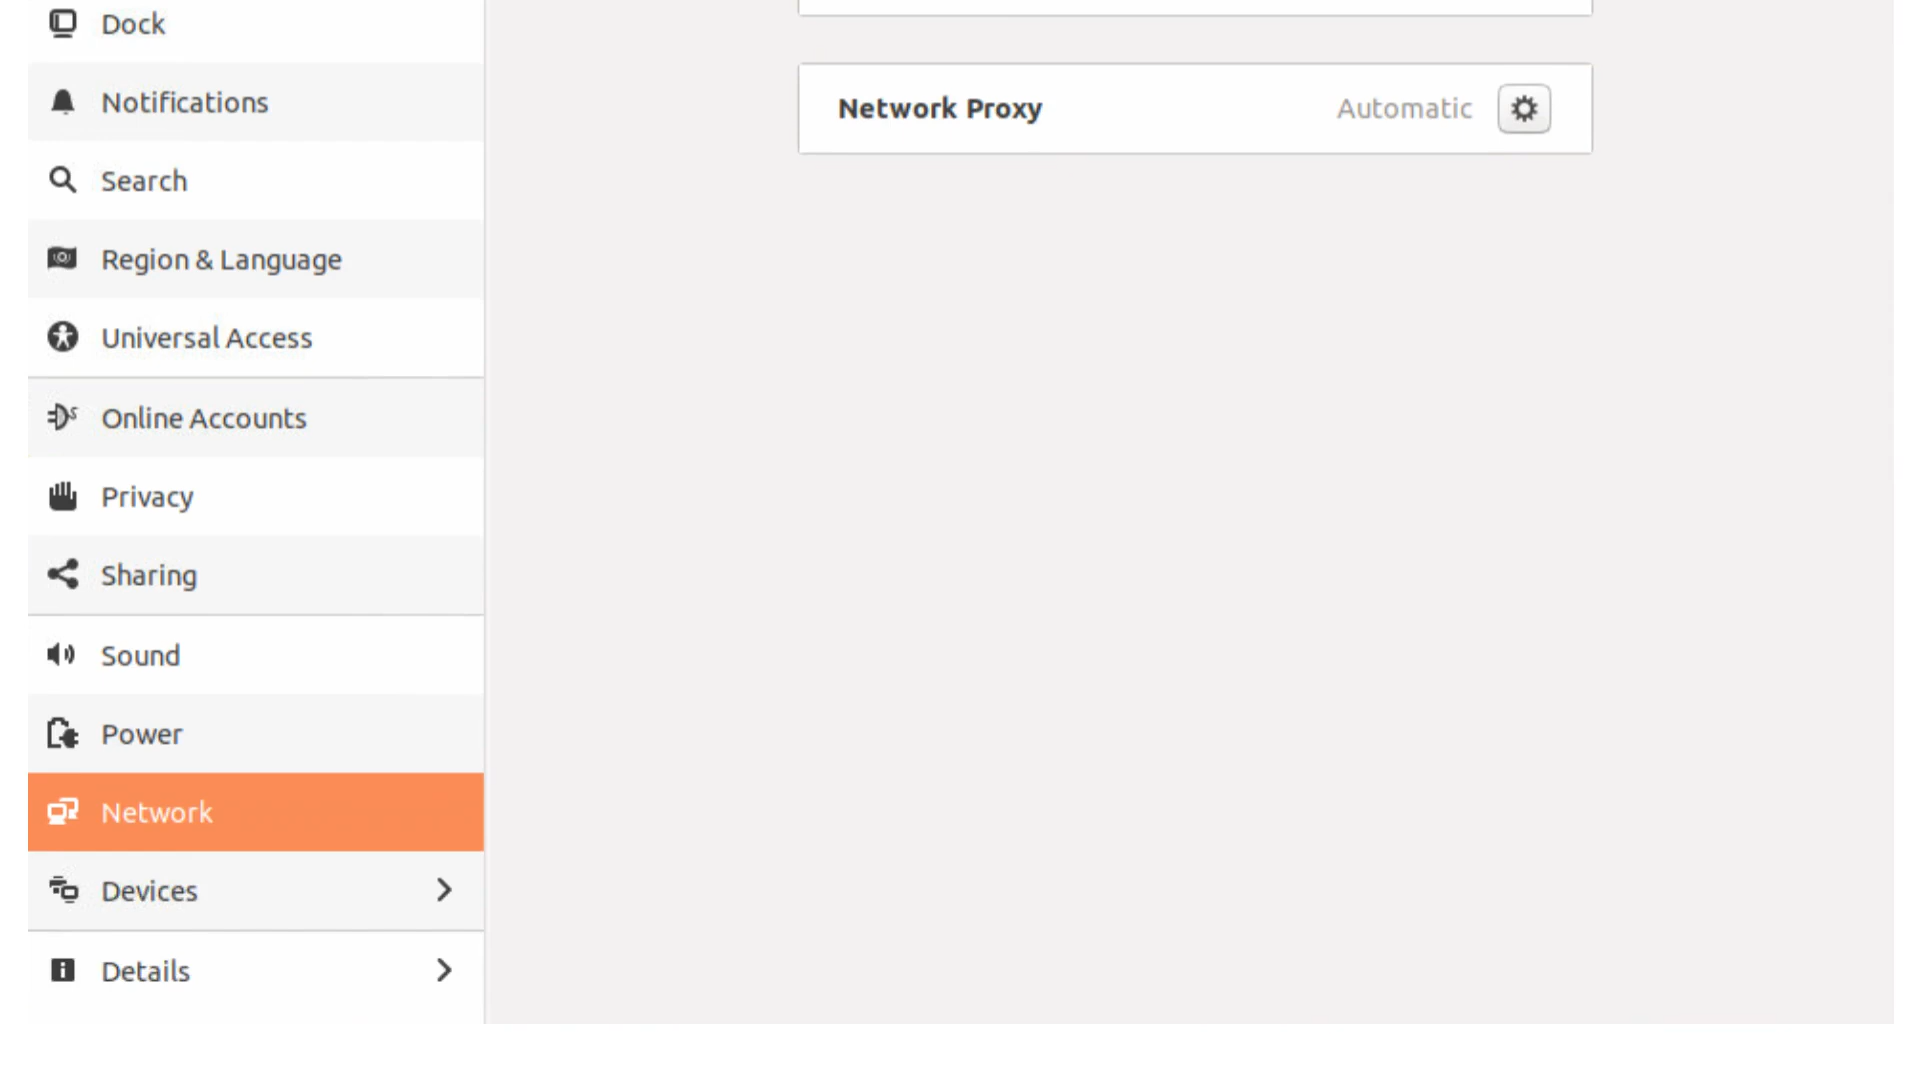 Dock
Notifications
Search
Region & Language
Universal Access
Online Accounts
Privacy
Sharing
Sound
Power
Network
Devices
Details
Network Proxy
Automatic